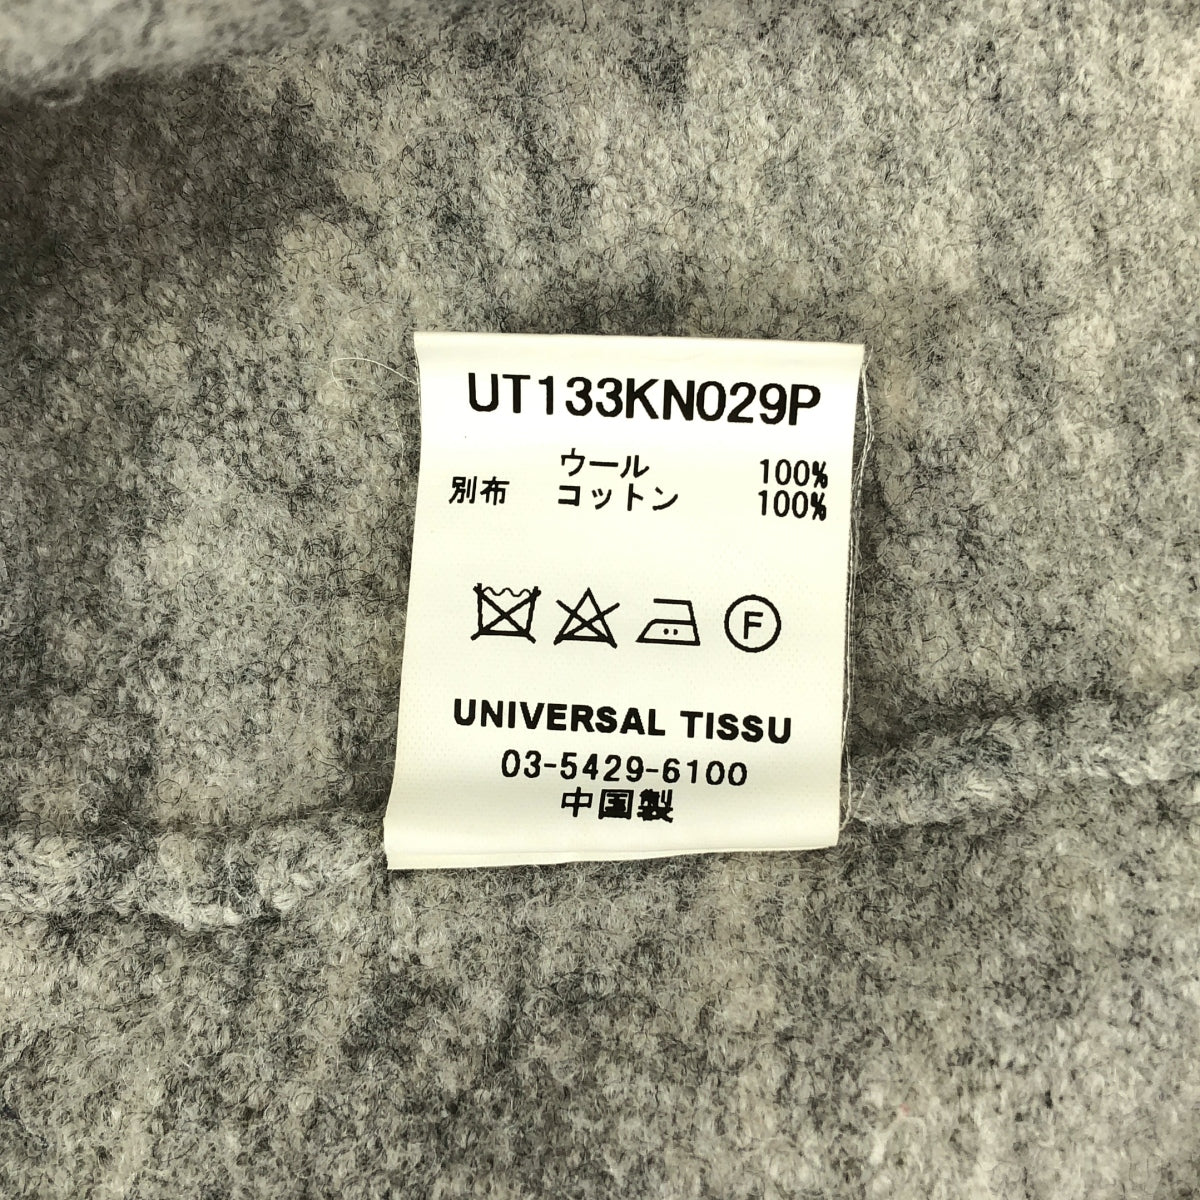 UT133KN029P
ウール 100%
別布 コットン 100%
F
UNIVERSAL TISSU
03-5429-6100
中国製